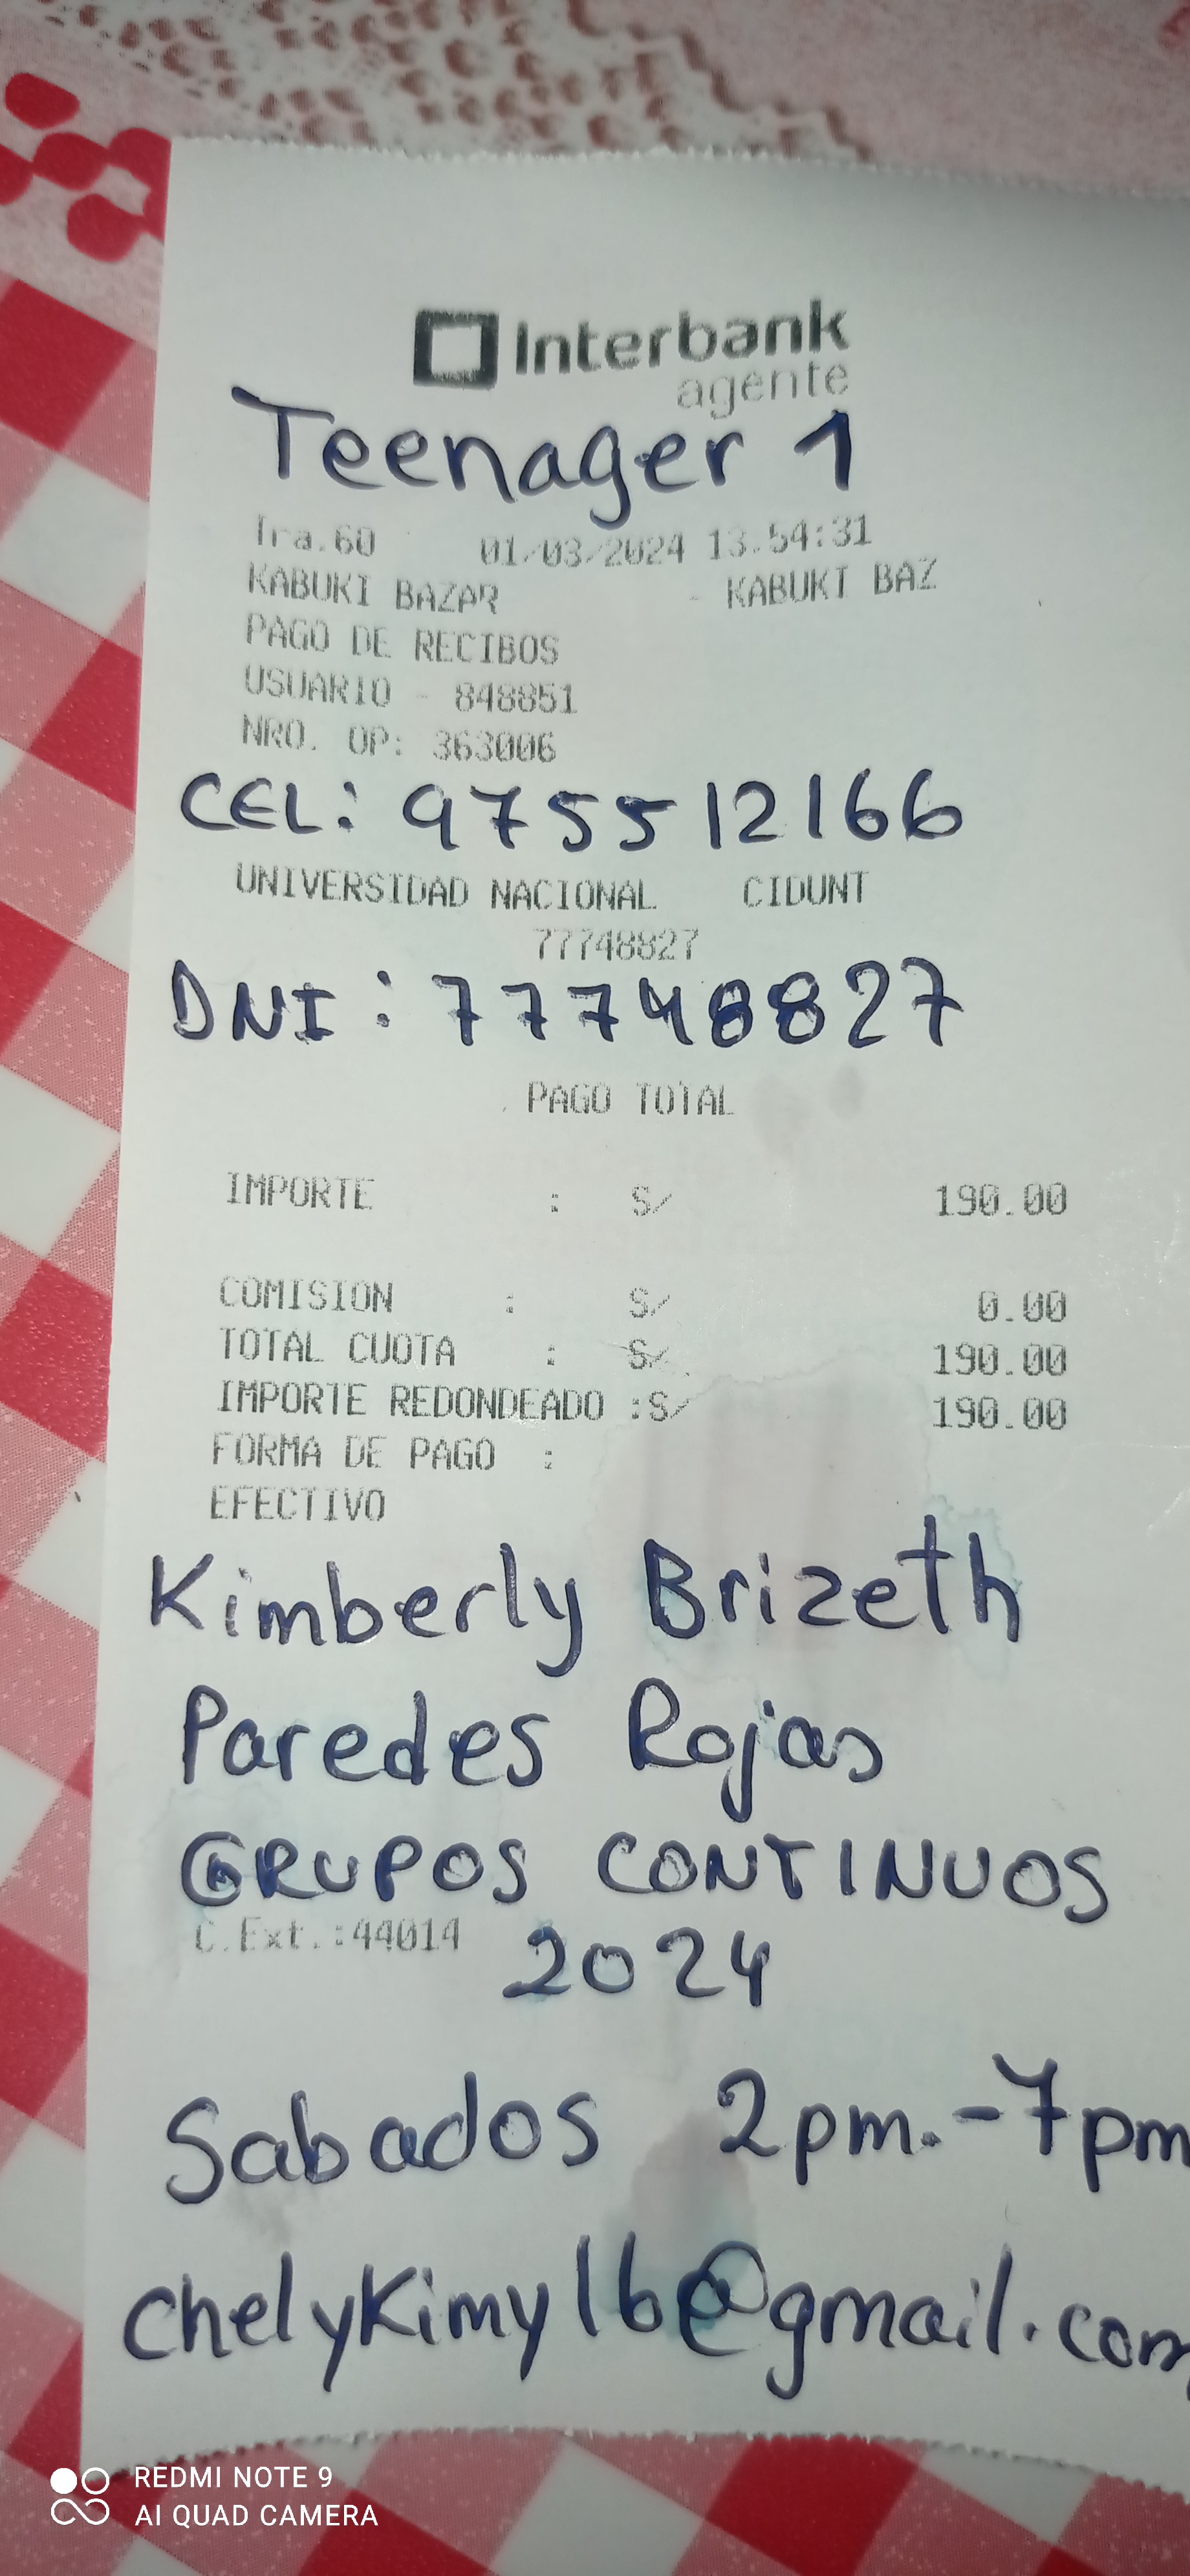 Interbank
agente
Teenager 1
Tra.60 01/03/2024 13.54:31
KABUKI BAZAR - KABUKI BAZ
PAGO DE RECIBOS
USUARIO - 848851
NRO. OP: 363006
CEL: 975512166
UNIVERSIDAD NACIONAL CIDUNT
77748827
DNI: 77748827
PAGO TOTAL
IMPORTE : S/ 190.00
COMISION : S/ 0.00
TOTAL CUOTA : S/ 190.00
IMPORTE REDONDEADO :S/ 190.00
FORMA DE PAGO :
EFECTIVO
Kimberly Brizeth
Paredes Rojas
GRUPOS CONTINUOS
C.Ext.:44014 2024
Sabados 2pm.-7pm
chelykimy16@gmail.com
REDMI NOTE 9
AI QUAD CAMERA